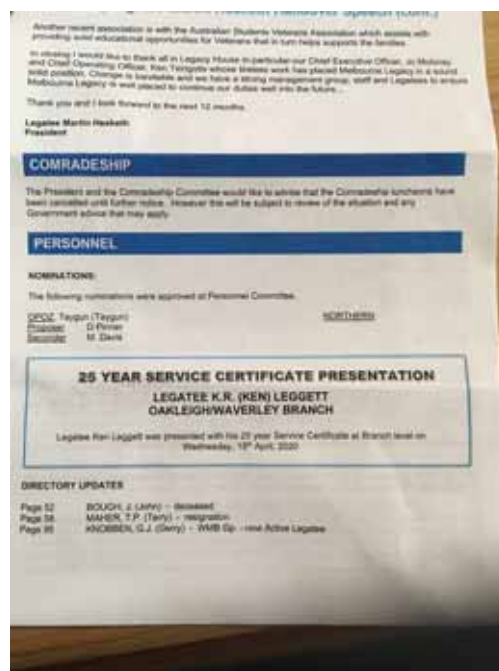 Handover Speech (cont.)
Another recent association is with the Australian Students Veterans Association which assists with
providing solid educational opportunities for Veterans that in turn helps supports the families.
In closing I would like to thank all in Legacy House in particular our Chief Executive Officer, Jo Moloney
and Chief Operating Officer, Ken, whose tireless work has placed Melbourne Legacy in a sound
solid position. Change is inevitable and we have a strong management group, staff and Legatees to ensure
Melbourne Legacy is well placed to continue our duties well into the future...
Thank you and I look forward to the next 12 months.
Legatee Martin Hesketh
President
COMRADESHIP
The President and the Comradeship Committee would like to advise that the Comradeship luncheons have
been cancelled until further notice. However this will be subject to review of the situation and any
Government advice that may apply.
PERSONNEL
NOMINATIONS:
The following nominations were approved at Personnel Committee.
OPOZ, Taygun (Taygun) NORTHERN
Proposer D Pinner
Seconder M. Davis
25 YEAR SERVICE CERTIFICATE PRESENTATION
LEGATEE K.R. (KEN) LEGGETT
OAKLEIGH/WAVERLEY BRANCH
Legatee Ken Leggett was presented with his 25 year Service Certificate at Branch level on
Wednesday, April, 2020
DIRECTORY UPDATES
Page 52 BOUGH, J. (John) - deceased
Page 58 MAHER, T.P. (Terry) - resignation
Page 95 KNOBBEN, G.J. (Gerry) - WMB Gp - now Active Legatee